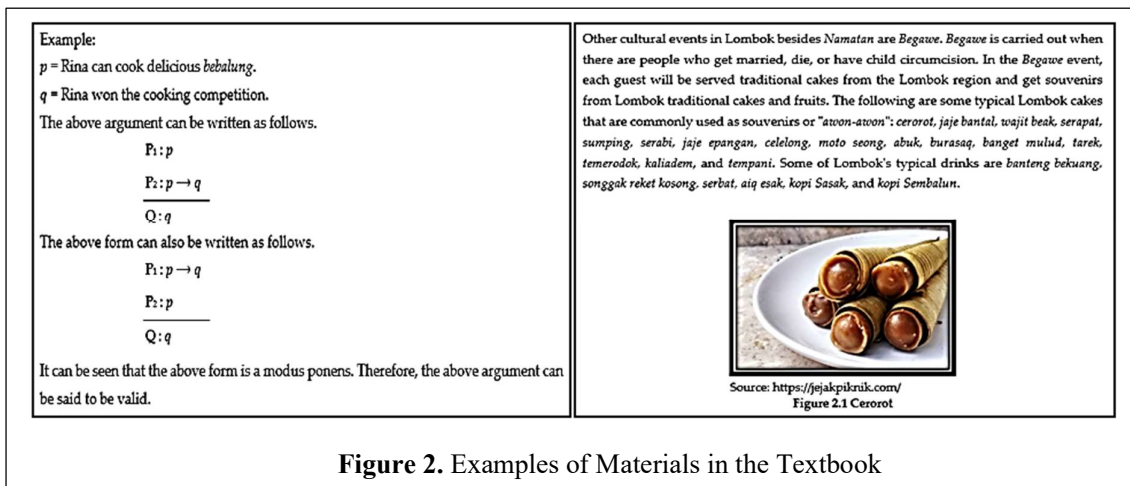 Example:
p = Rina can cook delicious bebalung.
q = Rina won the cooking competition.
The above argument can be written as follows.
P₁ : p
P₂ : p → q
Q : q
The above form can also be written as follows.
P₁ : p → q
P₂ : p
Q : q
It can be seen that the above form is a modus ponens. Therefore, the above argument can
be said to be valid.
Other cultural events in Lombok besides Namatan are Begawe. Begawe is carried out when
there are people who get married, die, or have child circumcision. In the Begawe event,
each guest will be served traditional cakes from the Lombok region and get souvenirs
from Lombok traditional cakes and fruits. The following are some typical Lombok cakes
that are commonly used as souvenirs or "awon-awon": cerorot, jaje bantal, wajit beak, serapat,
sumping, serabi, jaje epangan, celelong, moto seong, abuk, burasaq, banget mulud, tarek,
temerodok, kaliadem, and tempani. Some of Lombok's typical drinks are banteng bekuang,
songgak reket kosong, serbat, aiq esak, kopi Sasak, and kopi Sembalun.
Source: https://jejakpiknik.com/
Figure 2.1 Cerorot
Figure 2. Examples of Materials in the Textbook